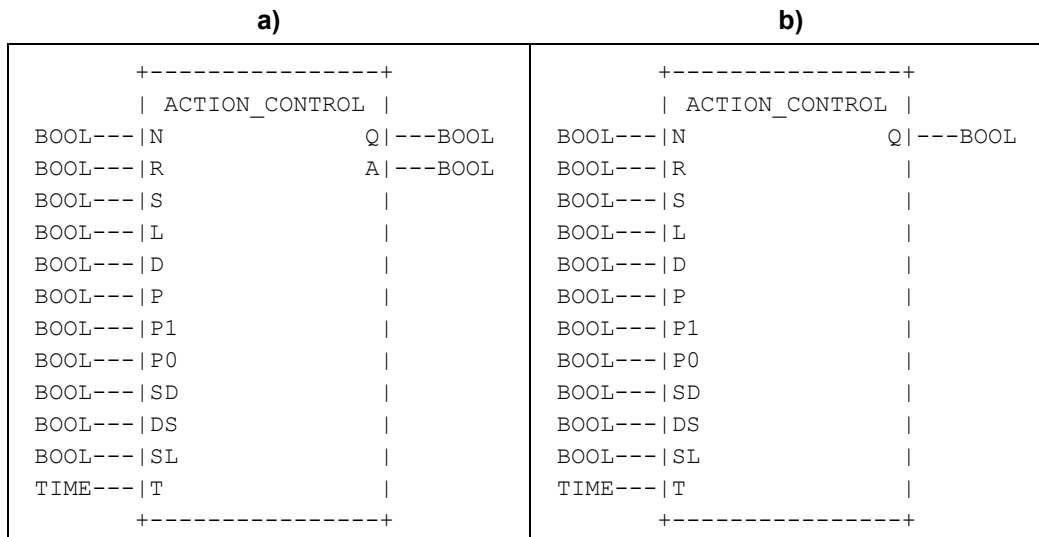 a) b)
+----------------+ +----------------+
| ACTION_CONTROL | | ACTION_CONTROL |
BOOL---|N Q|---BOOL BOOL---|N Q|---BOOL
BOOL---|R A|---BOOL BOOL---|R |
BOOL---|S | BOOL---|S |
BOOL---|L | BOOL---|L |
BOOL---|D | BOOL---|D |
BOOL---|P | BOOL---|P |
BOOL---|P1 | BOOL---|P1 |
BOOL---|P0 | BOOL---|P0 |
BOOL---|SD | BOOL---|SD |
BOOL---|DS | BOOL---|DS |
BOOL---|SL | BOOL---|SL |
TIME---|T | TIME---|T |
+----------------+ +----------------+